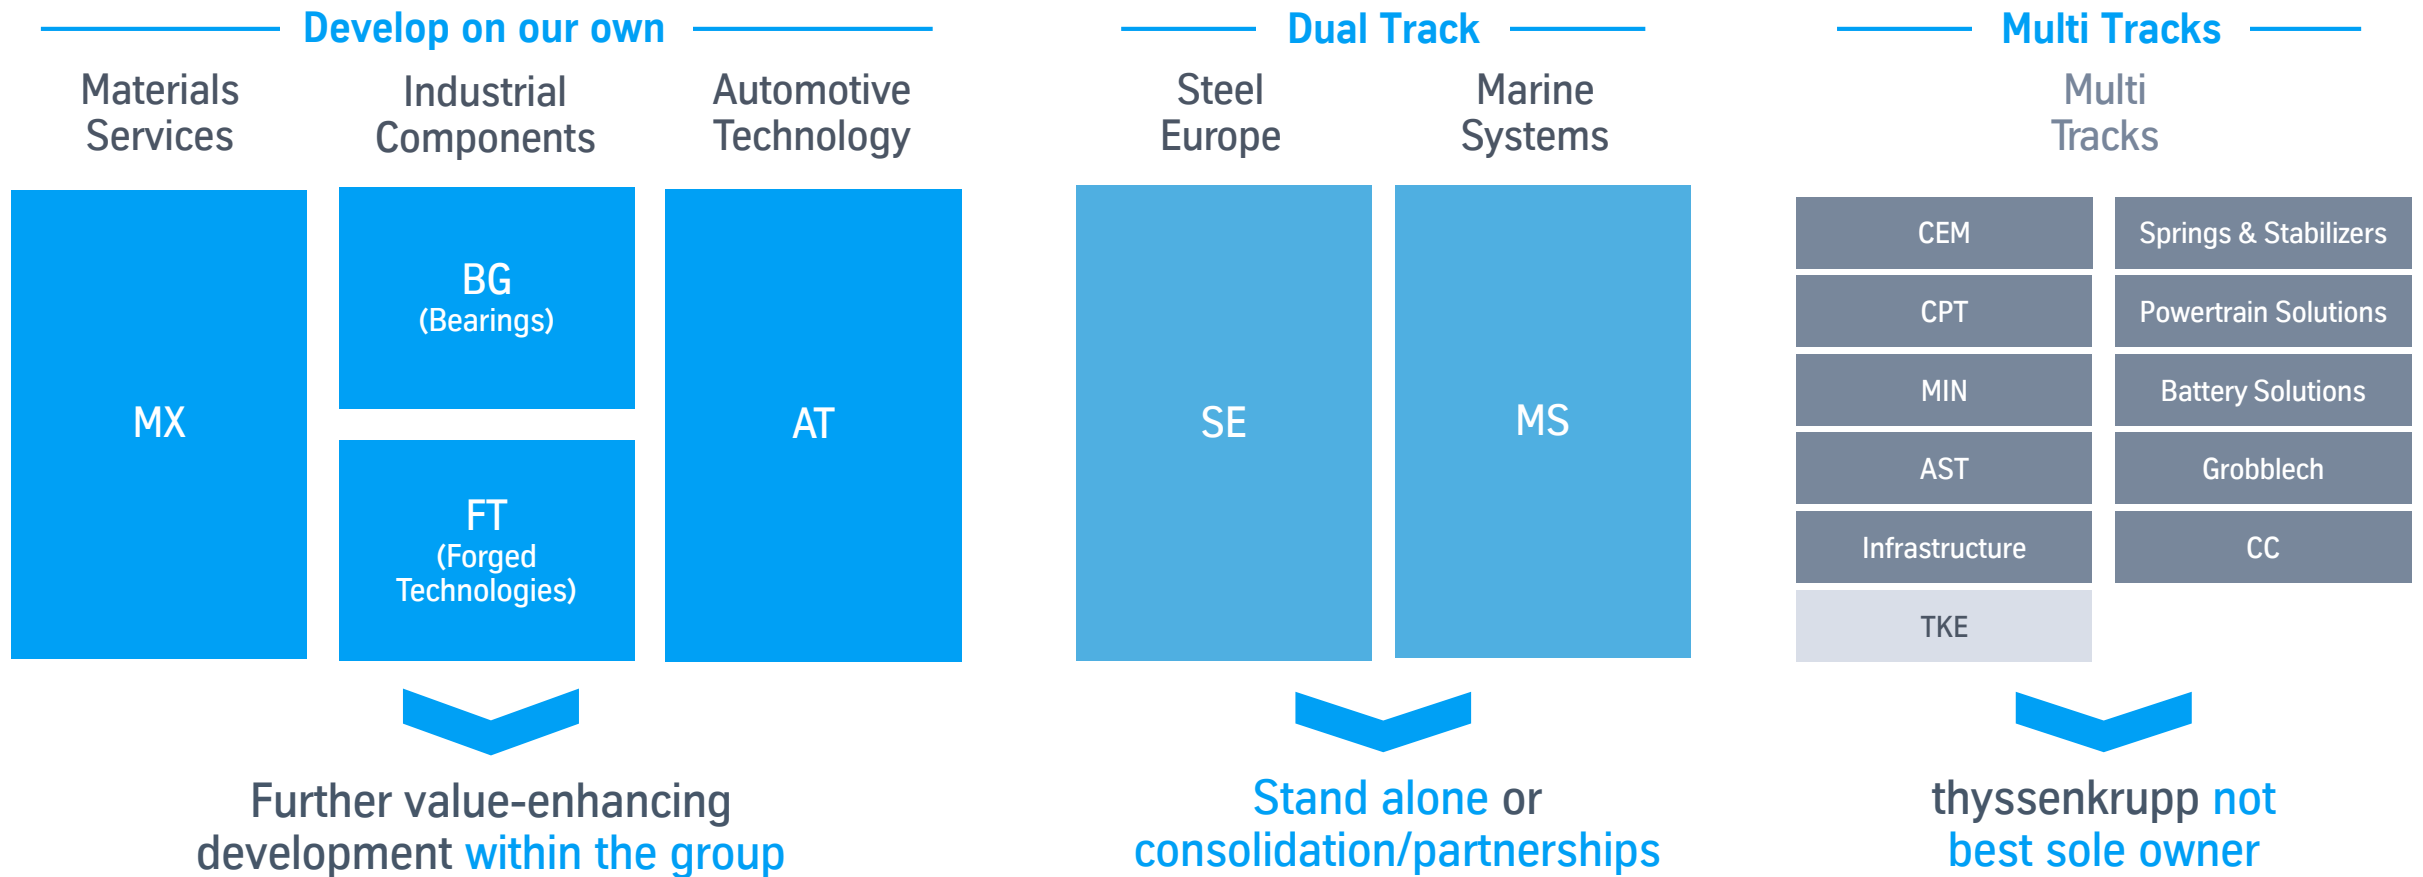 Develop on our own
Materials
Services
Industrial
Components
Automotive
Technology
MX
BG
(Bearings)
FT
(Forged
Technologies)
AT
Further value-enhancing
development within the group
Dual Track
Steel
Europe
Marine
Systems
SE
MS
Stand alone or
consolidation/partnerships
Multi Tracks
Multi
Tracks
CEM
CPT
MIN
AST
Infrastructure
TKE
Springs & Stabilizers
Powertrain Solutions
Battery Solutions
Grobblech
CC
thyssenkrupp not
best sole owner